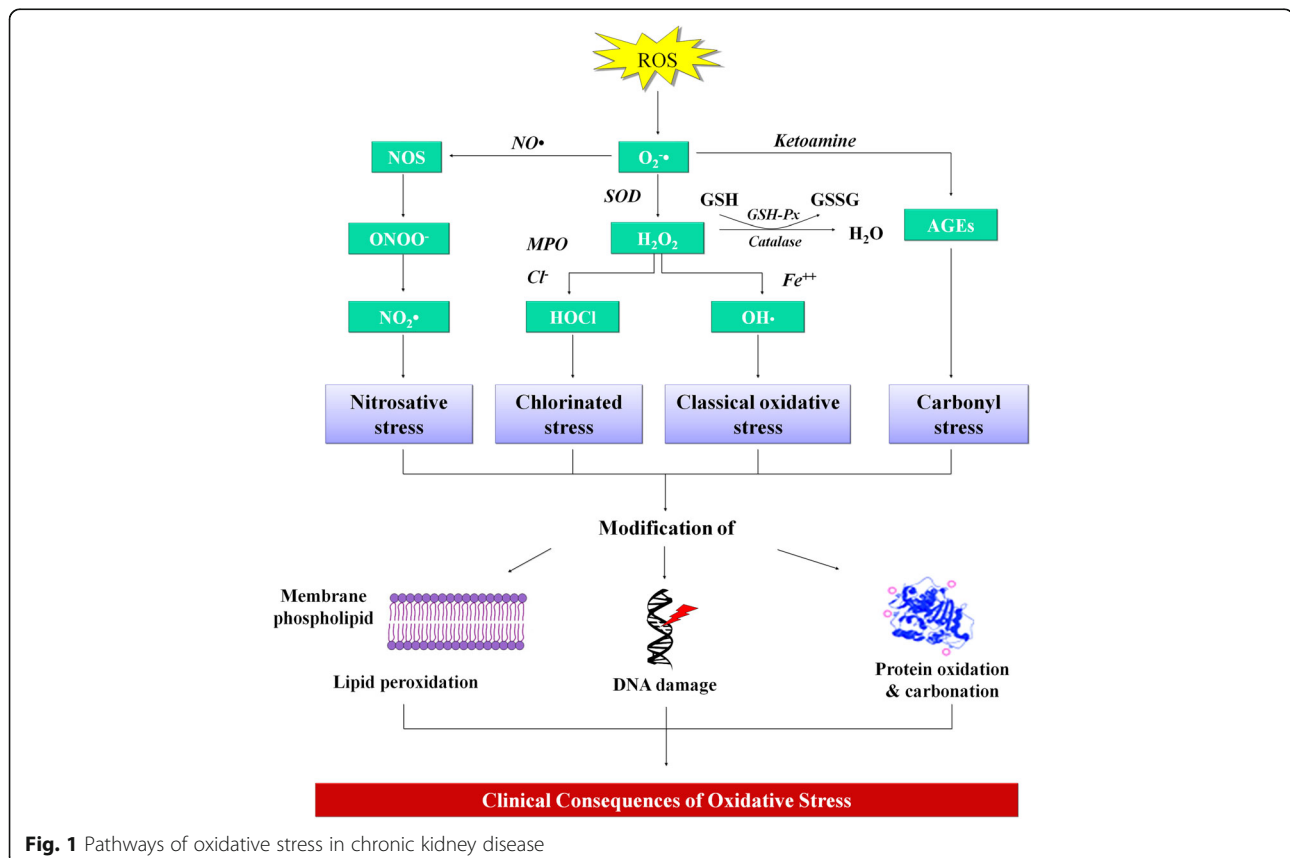 ROS
NOS
NO•
O₂⁻•
Ketoamine
SOD
GSH
GSSG
GSH-Px
Catalase
H₂O
AGEs
ONOO⁻
H₂O₂
MPO
Cl⁻
Fe⁺⁺
NO₂•
HOCl
OH•
Nitrosative
stress
Chlorinated
stress
Classical oxidative
stress
Carbonyl
stress
Modification of
Membrane
phospholipid
Lipid peroxidation
DNA damage
Protein oxidation
& carbonation
Clinical Consequences of Oxidative Stress
Fig. 1 Pathways of oxidative stress in chronic kidney disease